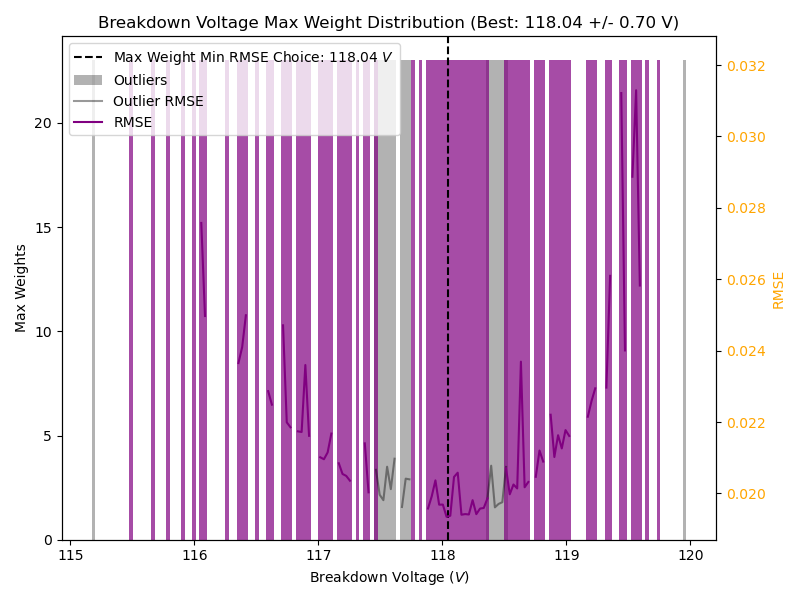 Breakdown Voltage Max Weight Distribution (Best: 118.04 +/- 0.70 V)
Max Weight Min RMSE Choice: 118.04 V
Outliers
Outlier RMSE
RMSE
Max Weights
0
5
10
15
20
RMSE
0.032
0.030
0.028
0.026
0.024
0.022
0.020
115
116
117
118
119
120
Breakdown Voltage (V)